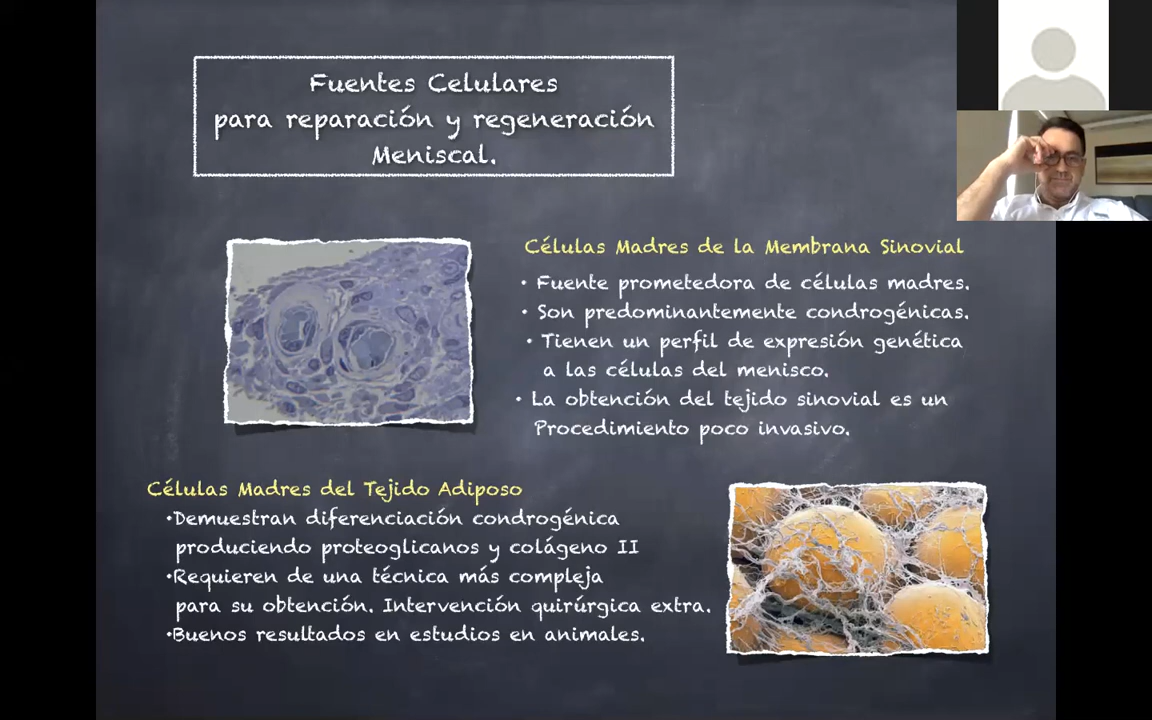 Fuentes Celulares
para reparación y regeneración
Meniscal.
Células Madres de la Membrana Sinovial
• Fuente prometedora de células madres.
• Son predominantemente condrogénicas.
• Tienen un perfil de expresión genética
a las células del menisco.
• La obtención del tejido sinovial es un
Procedimiento poco invasivo.
Células Madres del Tejido Adiposo
•Demuestran diferenciación condrogénica
produciendo proteoglicanos y colágeno II
•Requieren de una técnica más compleja
para su obtención. Intervención quirúrgica extra.
•Buenos resultados en estudios en animales.